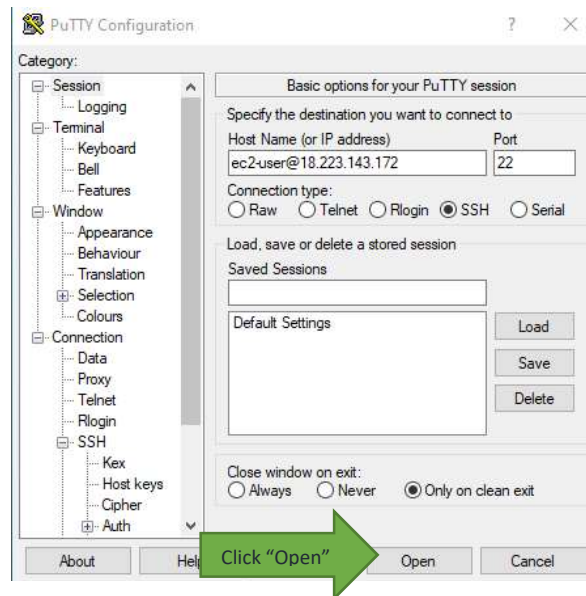 PuTTY Configuration ? ×
Category:
Session
Logging
Terminal
Keyboard
Bell
Features
Window
Appearance
Behaviour
Translation
Selection
Colours
Connection
Data
Proxy
Telnet
Rlogin
SSH
Kex
Host keys
Cipher
Auth
Basic options for your PuTTY session
Specify the destination you want to connect to
Host Name (or IP address) Port
ec2-user@18.223.143.172 22
Connection type:
Raw Telnet Rlogin SSH Serial
Load, save or delete a stored session
Saved Sessions
Default Settings
Load
Save
Delete
Close window on exit:
Always Never Only on clean exit
About Help Click “Open” Open Cancel